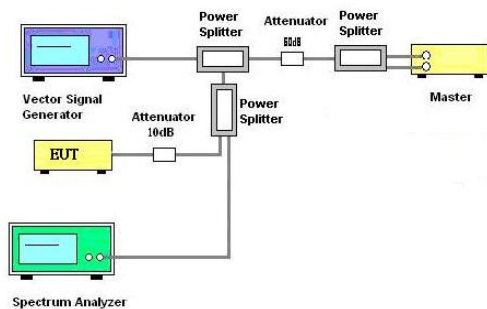 Power
Splitter
Attenuator
60dB
Power
Splitter
Vector Signal
Generator
Master
Attenuator
10dB
Power
Splitter
EUT
Spectrum Analyzer